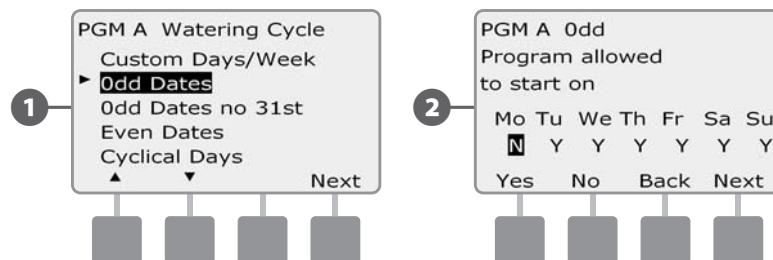 1
PGM A Watering Cycle
Custom Days/Week
0dd Dates
0dd Dates no 31st
Even Dates
Cyclical Days
Next
2
PGM A 0dd
Program allowed
to start on
Mo Tu We Th Fr Sa Su
N Y Y Y Y Y Y
Yes No Back Next